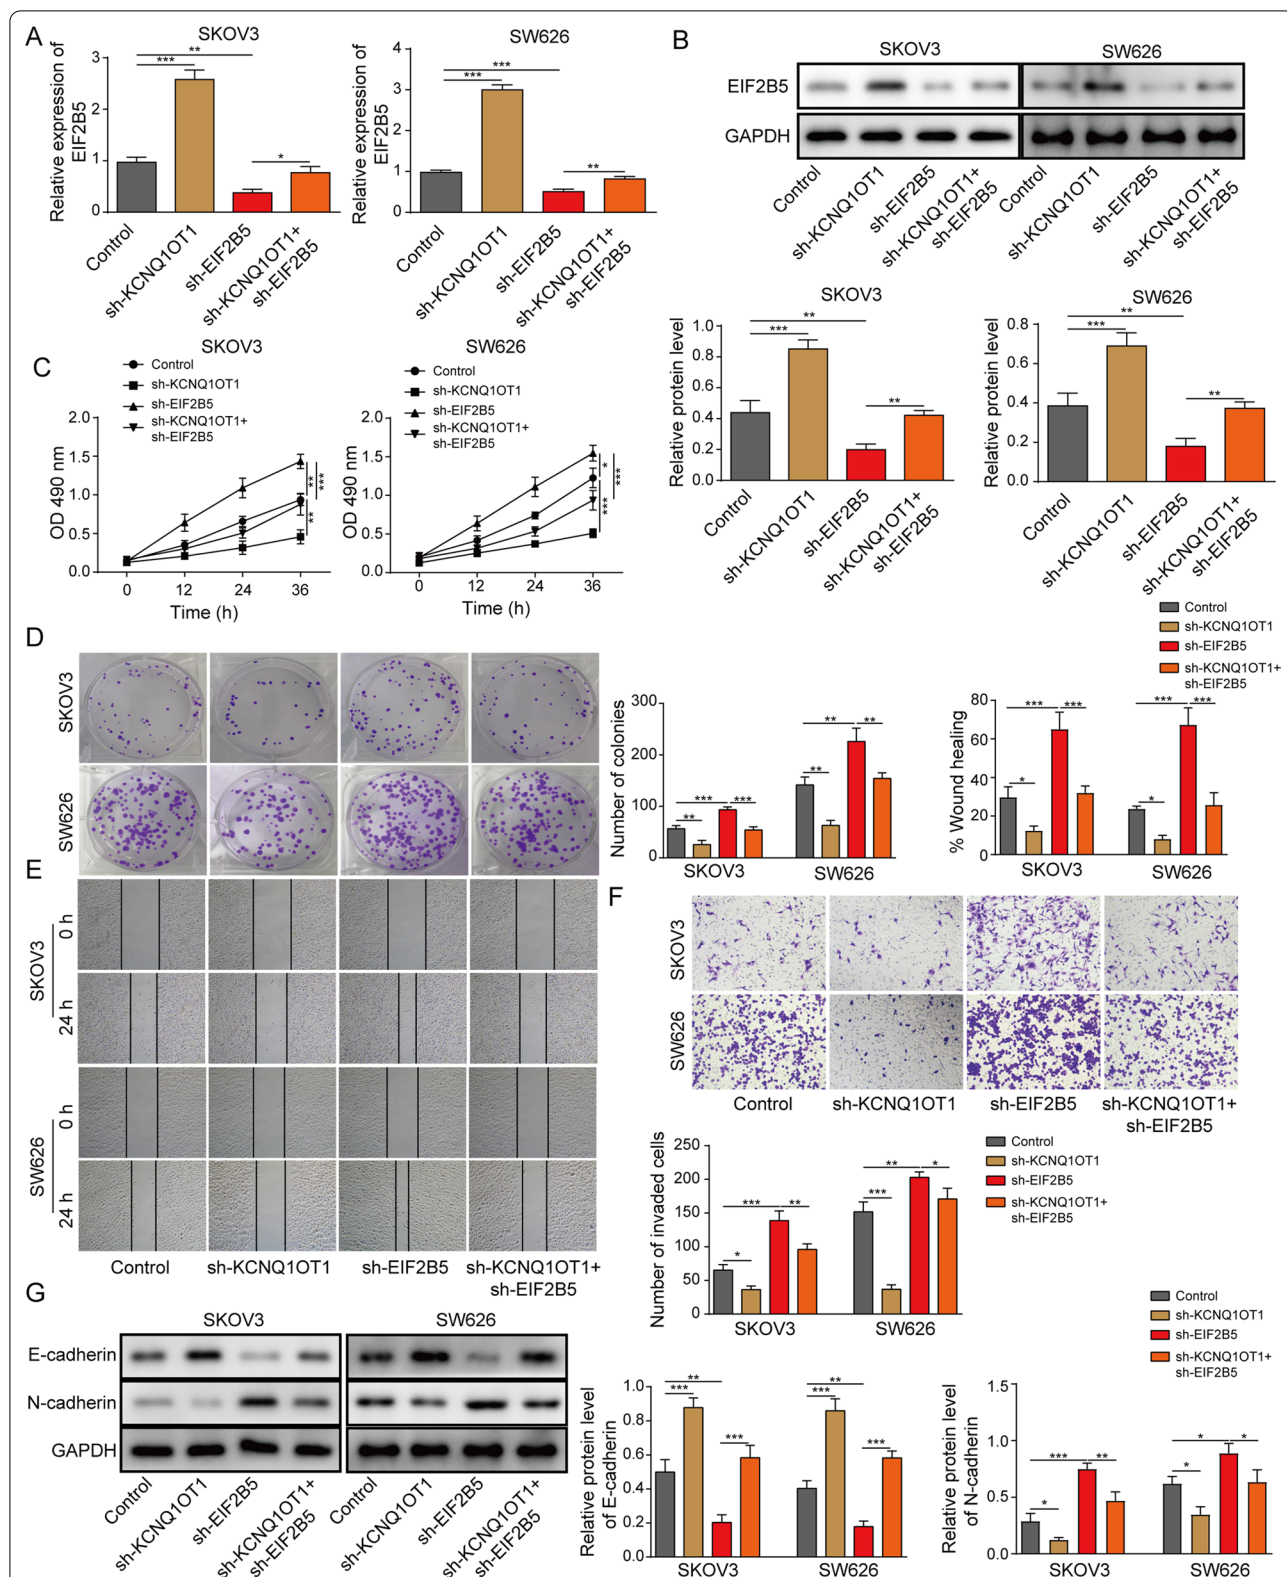 A
SKOV3
Relative expression of
EIF2B5
3
2
1
0
**
***
*
Control
sh-KCNQ1OT1
sh-EIF2B5
sh-KCNQ1OT1+
sh-EIF2B5
SW626
Relative expression of
EIF2B5
4
3
2
1
0
***
***
**
Control
sh-KCNQ1OT1
sh-EIF2B5
sh-KCNQ1OT1+
sh-EIF2B5
B
SKOV3
SW626
EIF2B5
GAPDH
Control
sh-KCNQ1OT1
sh-EIF2B5
sh-KCNQ1OT1+
sh-EIF2B5
Control
sh-KCNQ1OT1
sh-EIF2B5
sh-KCNQ1OT1+
sh-EIF2B5
SKOV3
Relative protein level
1.0
0.8
0.6
0.4
0.2
0.0
**
***
**
Control
sh-KCNQ1OT1
sh-EIF2B5
sh-KCNQ1OT1+
sh-EIF2B5
SW626
Relative protein level
0.8
0.6
0.4
0.2
0.0
**
***
**
Control
sh-KCNQ1OT1
sh-EIF2B5
sh-KCNQ1OT1+
sh-EIF2B5
C
SKOV3
Control
sh-KCNQ1OT1
sh-EIF2B5
sh-KCNQ1OT1+
sh-EIF2B5
OD 490 nm
2.0
1.5
1.0
0.5
0.0
**
***
**
0 12 24 36
Time (h)
SW626
Control
sh-KCNQ1OT1
sh-EIF2B5
sh-KCNQ1OT1+
sh-EIF2B5
OD 490 nm
2.0
1.5
1.0
0.5
0.0
*
***
***
0 12 24 36
Time (h)
D
SKOV3
SW626
Number of colonies
300
200
100
0
**
***
***
**
**
**
SKOV3
SW626
Control
sh-KCNQ1OT1
sh-EIF2B5
sh-KCNQ1OT1+
sh-EIF2B5
% Wound healing
80
60
40
20
0
*
***
***
*
***
***
SKOV3
SW626
E
SKOV3
0 h
24 h
SW626
0 h
24 h
Control
sh-KCNQ1OT1
sh-EIF2B5
sh-KCNQ1OT1+
sh-EIF2B5
F
SKOV3
SW626
Control
sh-KCNQ1OT1
sh-EIF2B5
sh-KCNQ1OT1+
sh-EIF2B5
Number of invaded cells
250
200
150
100
50
0
*
***
**
***
**
*
SKOV3
SW626
Control
sh-KCNQ1OT1
sh-EIF2B5
sh-KCNQ1OT1+
sh-EIF2B5
G
SKOV3
SW626
E-cadherin
N-cadherin
GAPDH
Control
sh-KCNQ1OT1
sh-EIF2B5
sh-KCNQ1OT1+
sh-EIF2B5
Control
sh-KCNQ1OT1
sh-EIF2B5
sh-KCNQ1OT1+
sh-EIF2B5
Relative protein level
of E-cadherin
1.0
0.8
0.6
0.4
0.2
0.0
**
***
***
**
***
***
SKOV3
SW626
Control
sh-KCNQ1OT1
sh-EIF2B5
sh-KCNQ1OT1+
sh-EIF2B5
Relative protein level
of N-cadherin
1.5
1.0
0.5
0.0
*
***
**
*
*
*
SKOV3
SW626